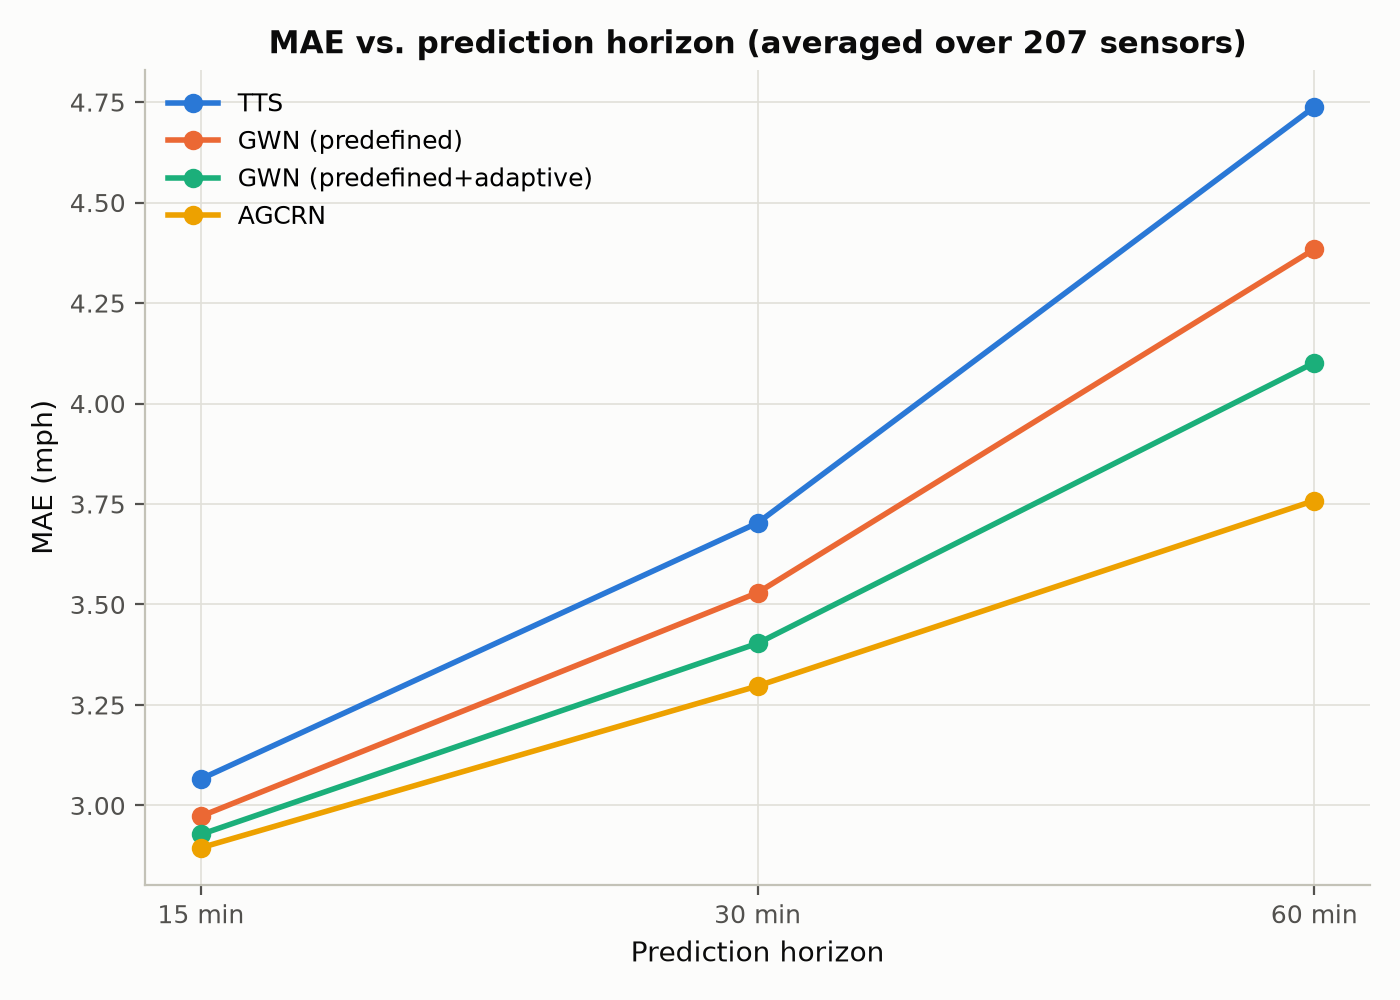 MAE vs. prediction horizon (averaged over 207 sensors)
TTS
GWN (predefined)
GWN (predefined+adaptive)
AGCRN
MAE (mph)
4.75
4.50
4.25
4.00
3.75
3.50
3.25
3.00
15 min
30 min
60 min
Prediction horizon